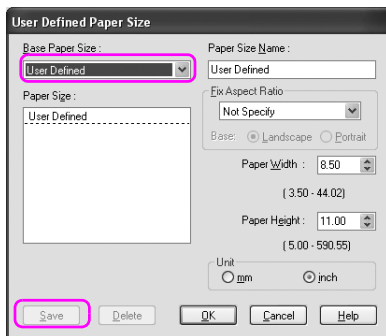 User Defined Paper Size
Base Paper Size :
User Defined
Paper Size :
User Defined
Paper Size Name :
User Defined
Fix Aspect Ratio
Not Specify
Base: Landscape Portrait
Paper Width : 8.50
( 3.50 - 44.02)
Paper Height : 11.00
( 5.00 - 590.55)
Unit
mm inch
Save Delete OK Cancel Help